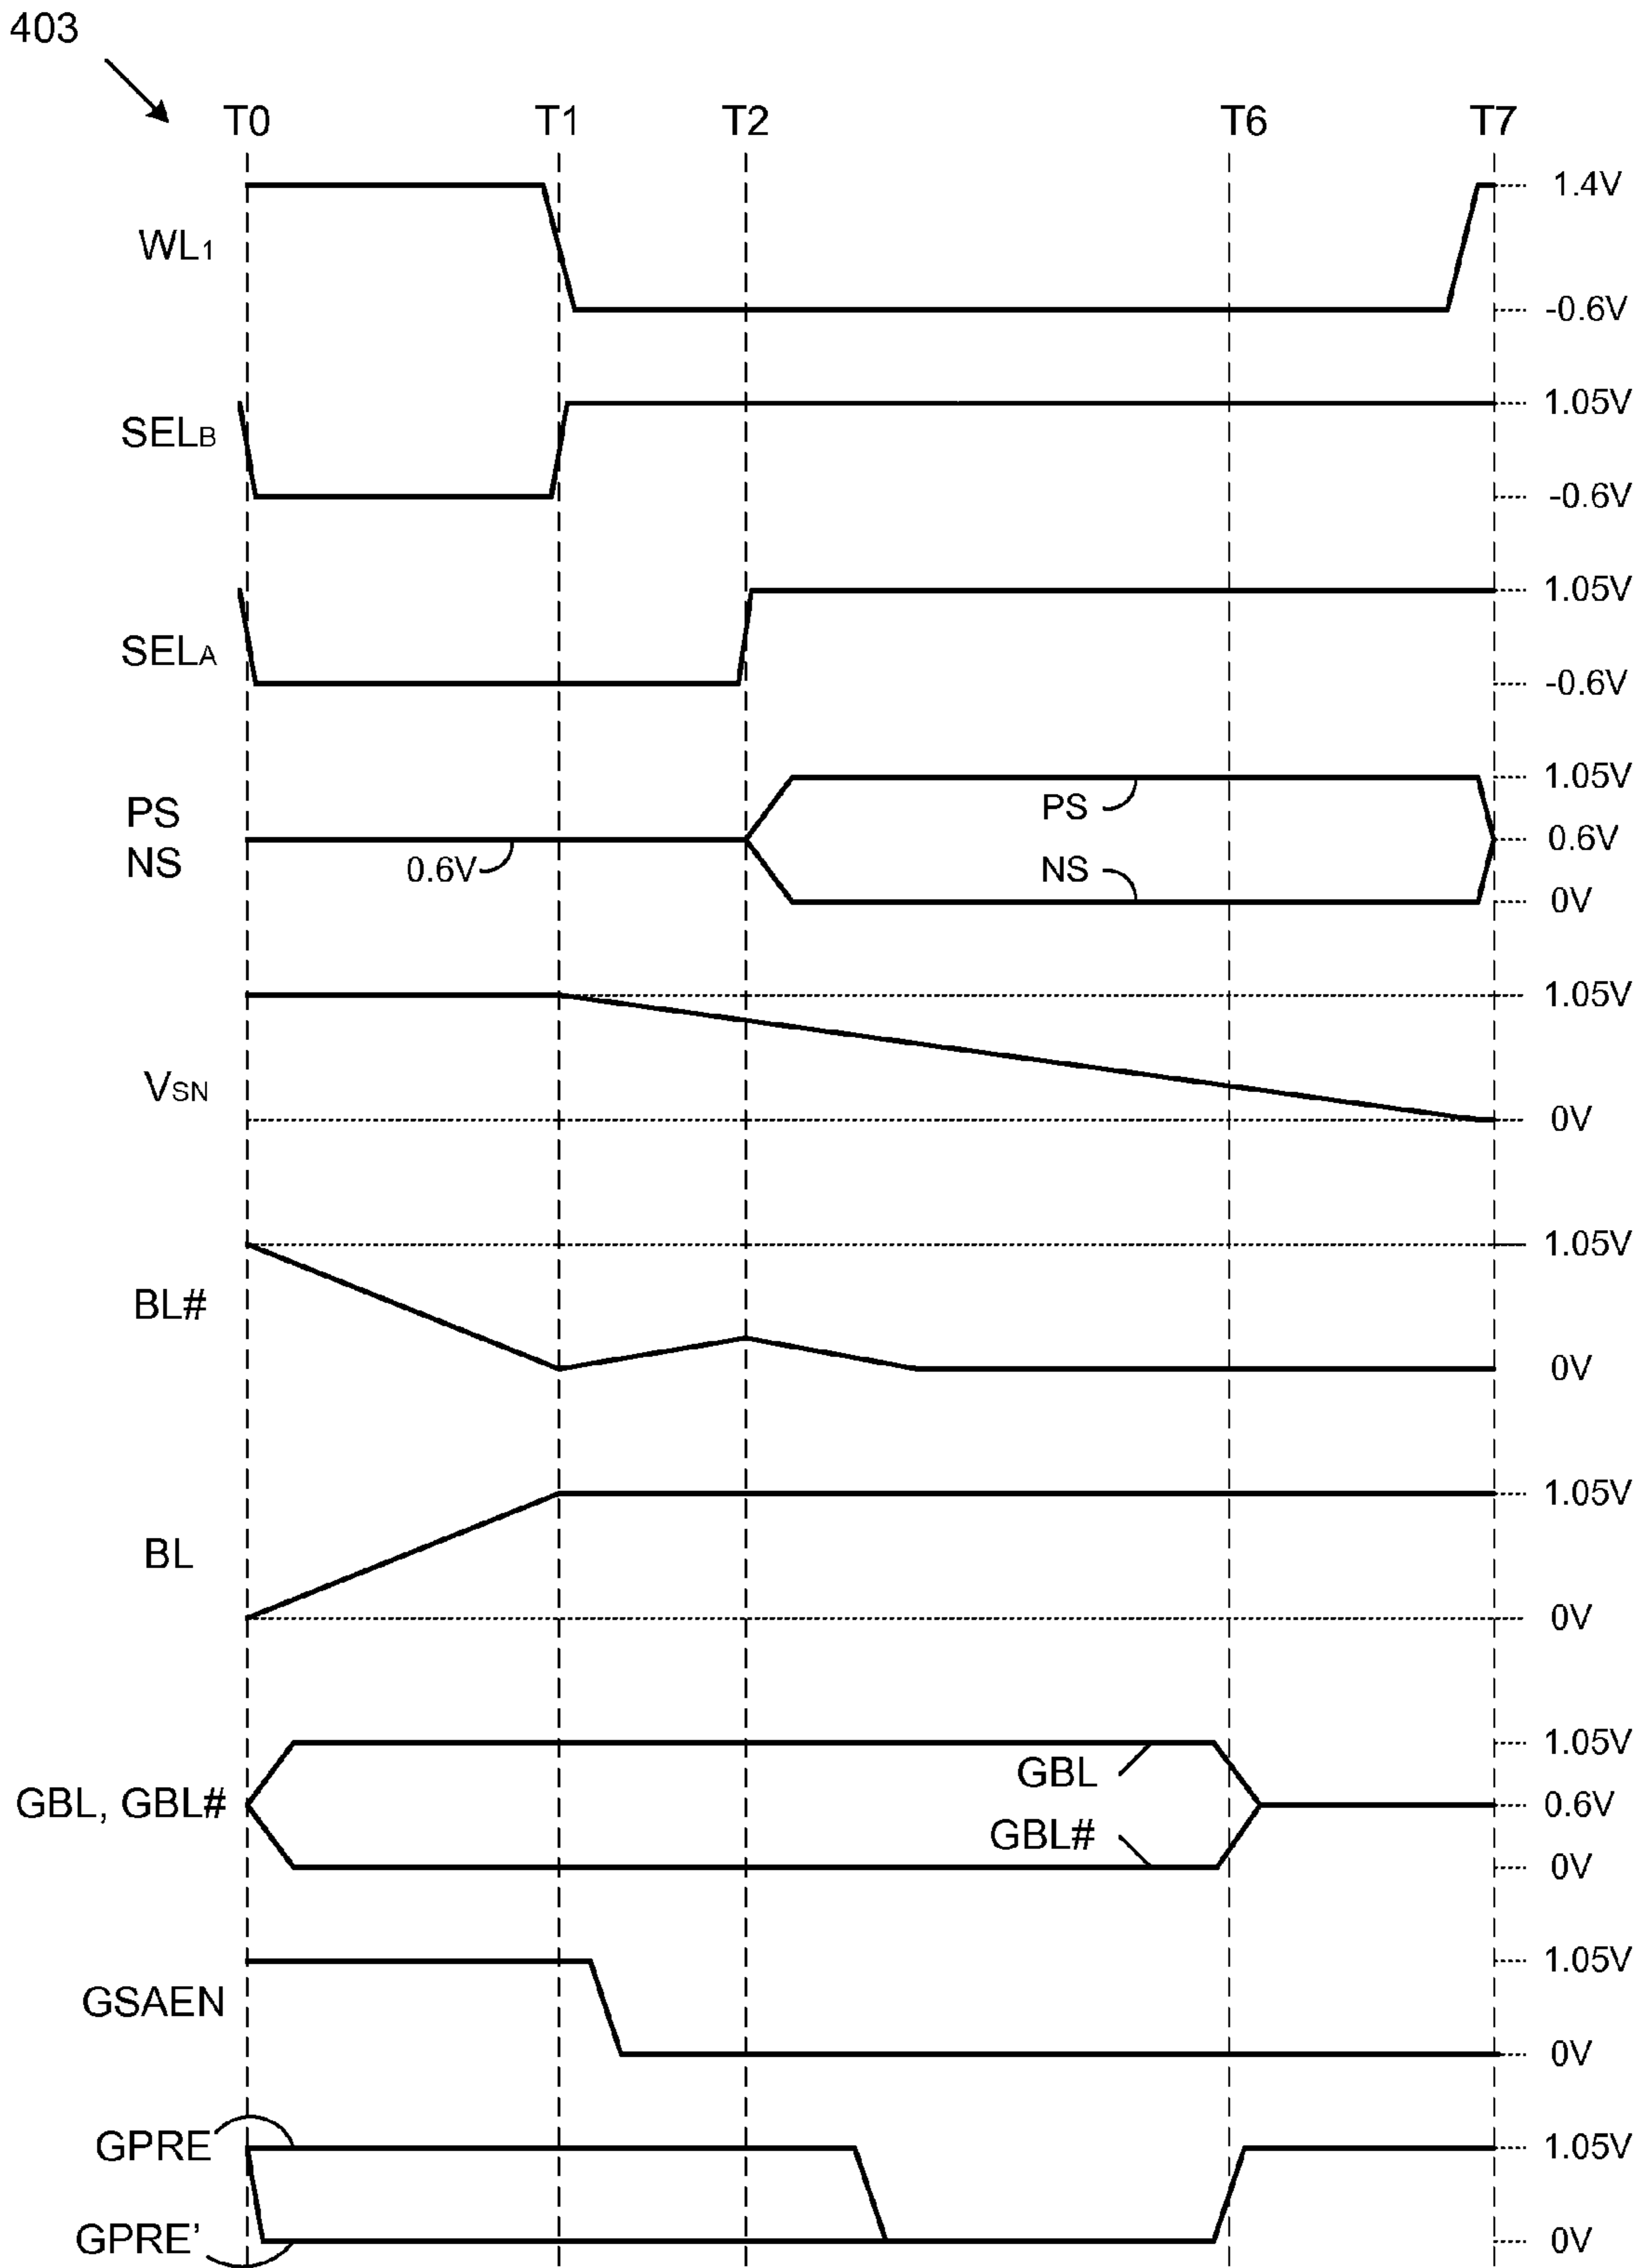 403
T0 T1 T2 T6 T7
1.4V
WL1
-0.6V
1.05V
SELB
-0.6V
1.05V
SELA
-0.6V
1.05V
PS PS
0.6V
NS 0.6V NS
0V
1.05V
VSN
0V
1.05V
BL#
0V
1.05V
BL
0V
1.05V
GBL
GBL, GBL# 0.6V
GBL#
0V
1.05V
GSAEN
0V
GPRE 1.05V
GPRE’ 0V